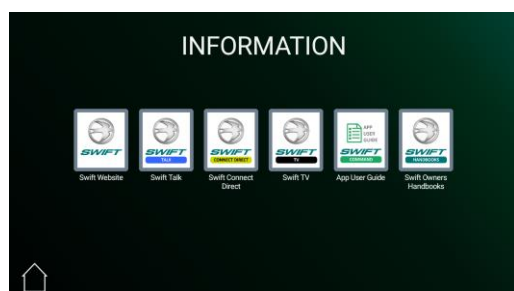 INFORMATION
SWIFT
SWIFT
TALK
SWIFT
CONNECT DIRECT
SWIFT
TV
APP
USER
GUIDE
SWIFT
COMMAND
SWIFT
HANDBOOKS
Swift Website
Swift Talk
Swift Connect
Direct
Swift TV
App User Guide
Swift Owners
Handbooks